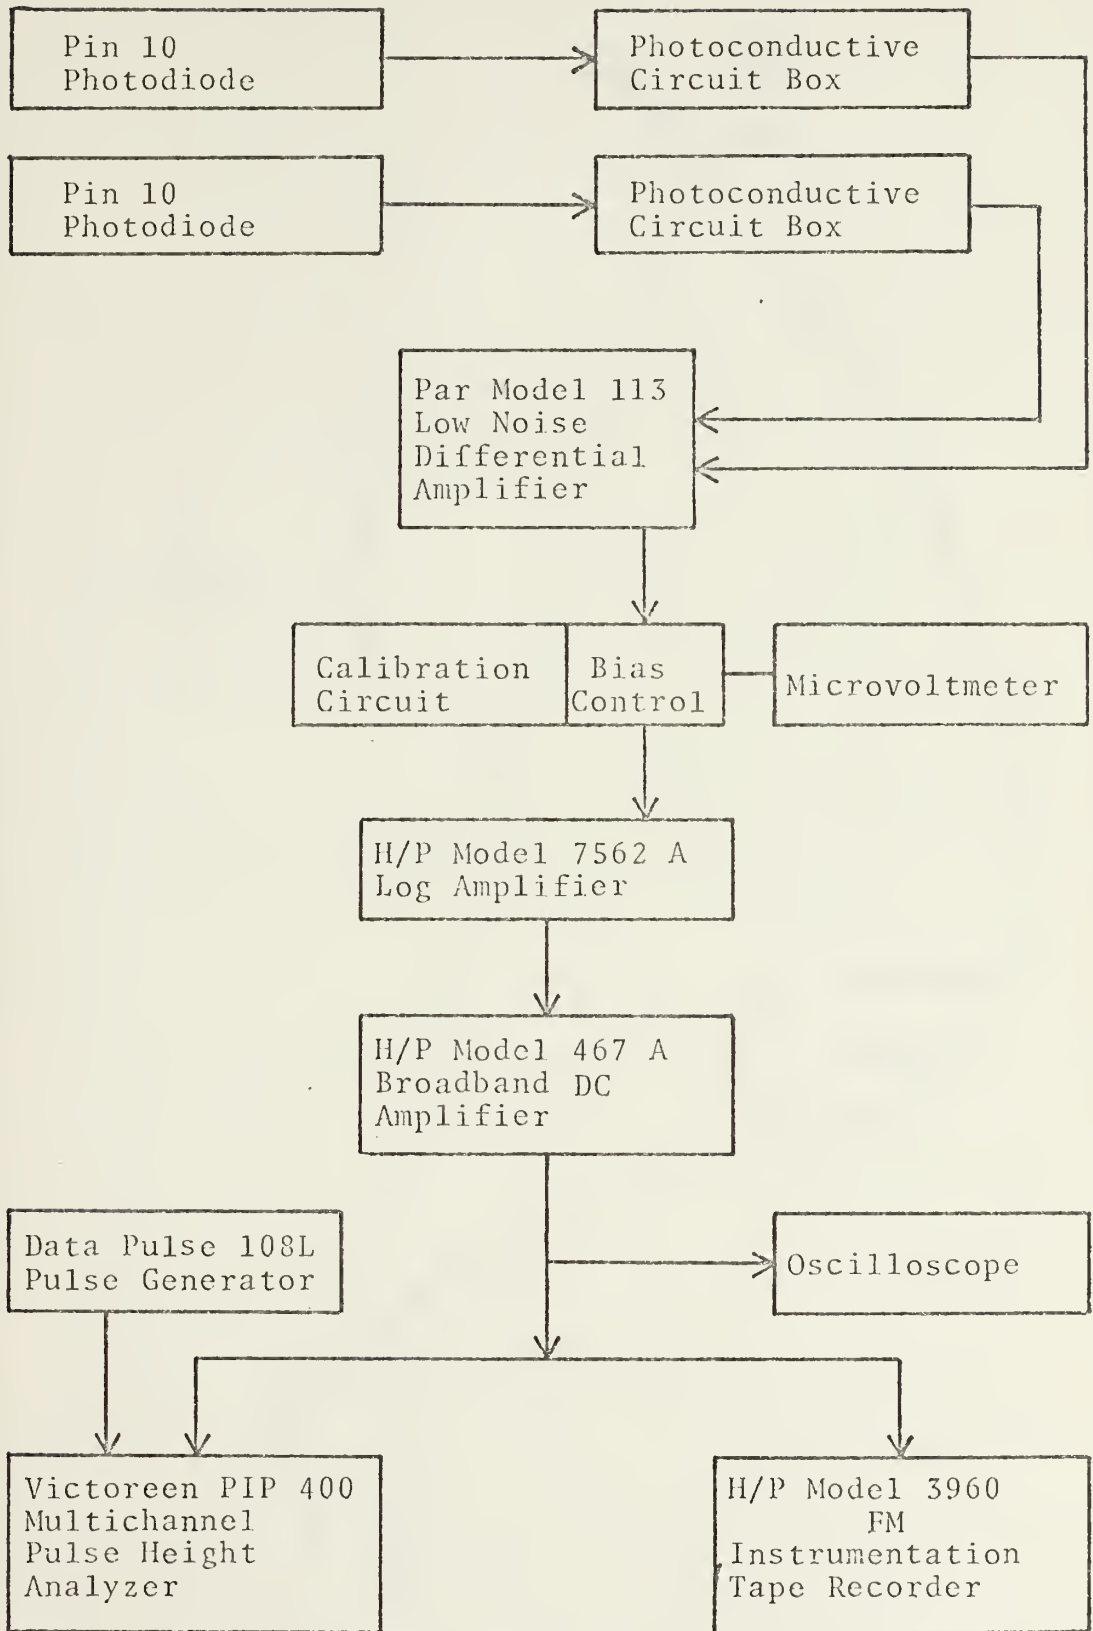 Pin 10
Photodiode
Photoconductive
Circuit Box
Pin 10
Photodiode
Photoconductive
Circuit Box
Par Model 113
Low Noise
Differential
Amplifier
Calibration
Circuit
Bias
Control
Microvoltmeter
H/P Model 7562 A
Log Amplifier
H/P Model 467 A
Broadband DC
Amplifier
Data Pulse 108L
Pulse Generator
Oscilloscope
Victoreen PIP 400
Multichannel
Pulse Height
Analyzer
H/P Model 3960
FM
Instrumentation
Tape Recorder